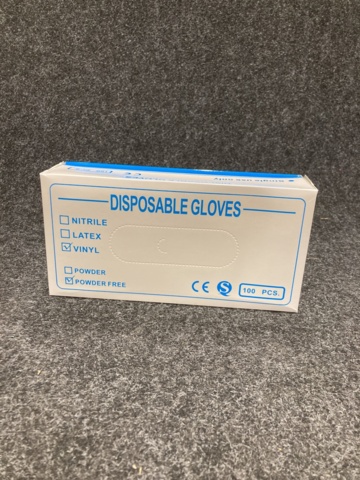 DISPOSABLE GLOVES
NITRILE
LATEX
VINYL
POWDER
POWDER FREE
CE
100 PCS.